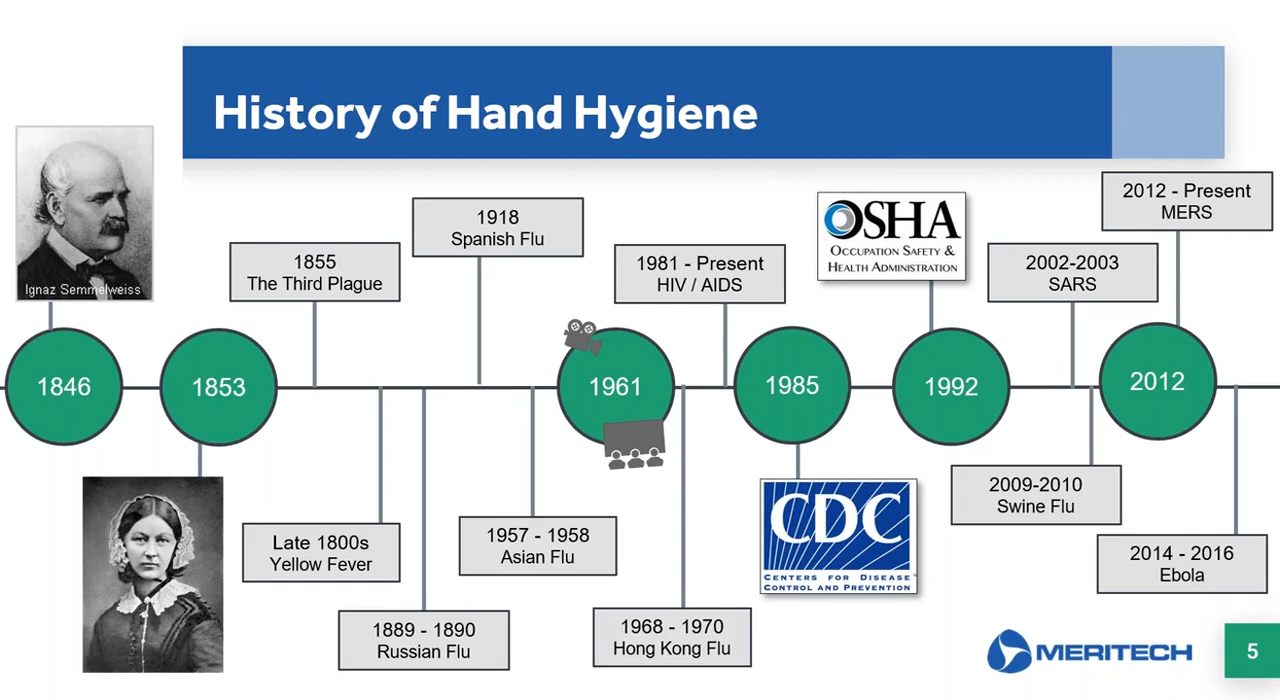 History of Hand Hygiene
Ignaz Semmelweiss
1855
The Third Plague
1918
Spanish Flu
1981 - Present
HIV / AIDS
OSHA
OCCUPATION SAFETY &
HEALTH ADMINISTRATION
2002-2003
SARS
2012 - Present
MERS
1846
1853
1961
1985
1992
2012
Late 1800s
Yellow Fever
1889 - 1890
Russian Flu
1957 - 1958
Asian Flu
1968 - 1970
Hong Kong Flu
CDC
CENTERS FOR DISEASE
CONTROL AND PREVENTION
2009-2010
Swine Flu
2014 - 2016
Ebola
MERITECH
5